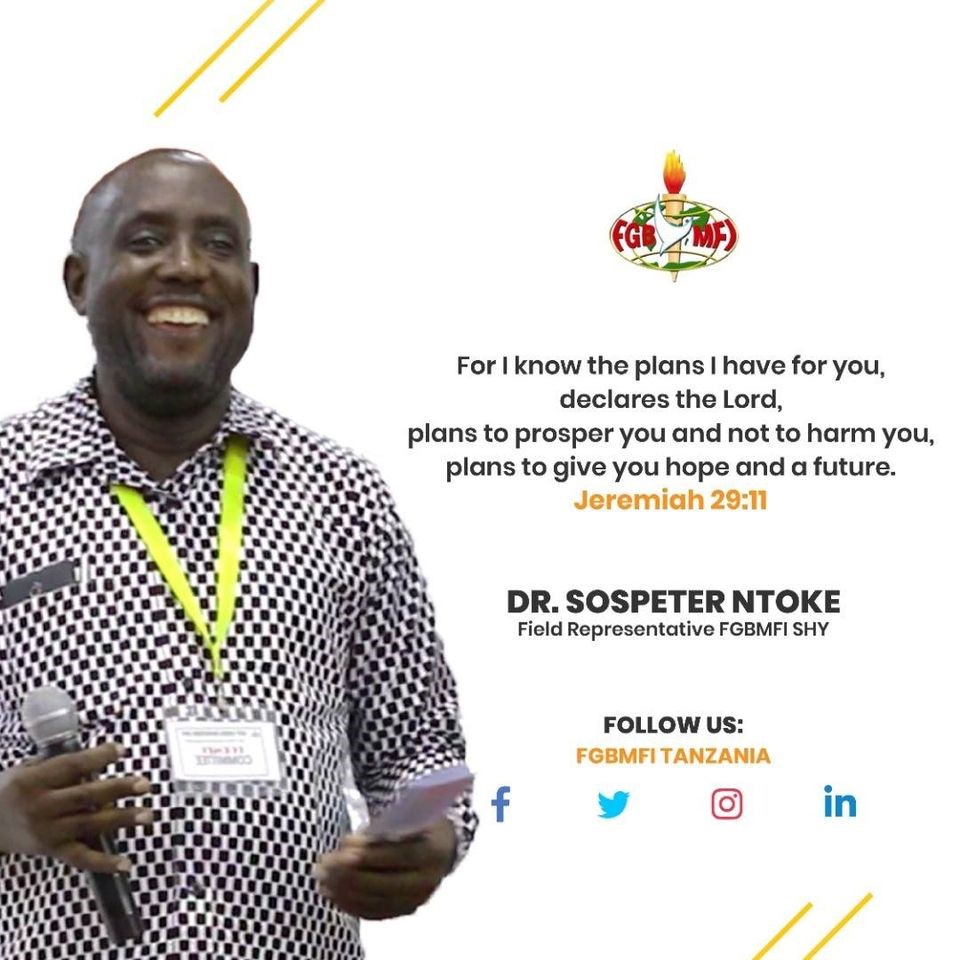 FGB MFI
For I know the plans I have for you,
declares the Lord,
plans to prosper you and not to harm you,
plans to give you hope and a future.
Jeremiah 29:11
DR. SOSPETER NTOKE
Field Representative FGBMFI SHY
FOLLOW US:
FGBMFI TANZANIA
COMMITTEE